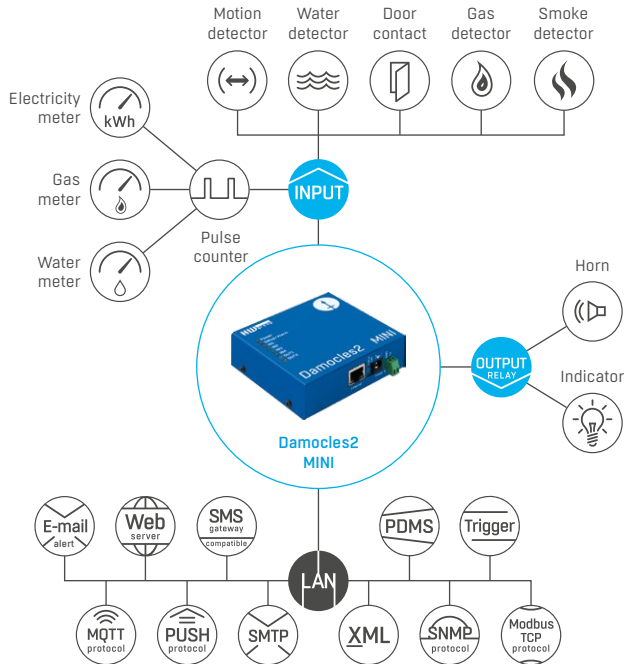 Motion detector
Water detector
Door contact
Gas detector
Smoke detector
Electricity meter
kWh
Gas meter
Water meter
Pulse counter
INPUT
Damocles2 MINI
Damocles2
MINI
Horn
OUTPUT
RELAY
Indicator
E-mail
alert
Web
server
SMS
gateway
compatible
PDMS
Trigger
LAN
MQTT
protocol
PUSH
protocol
SMTP
XML
SNMP
protocol
Modbus
TCP
protocol